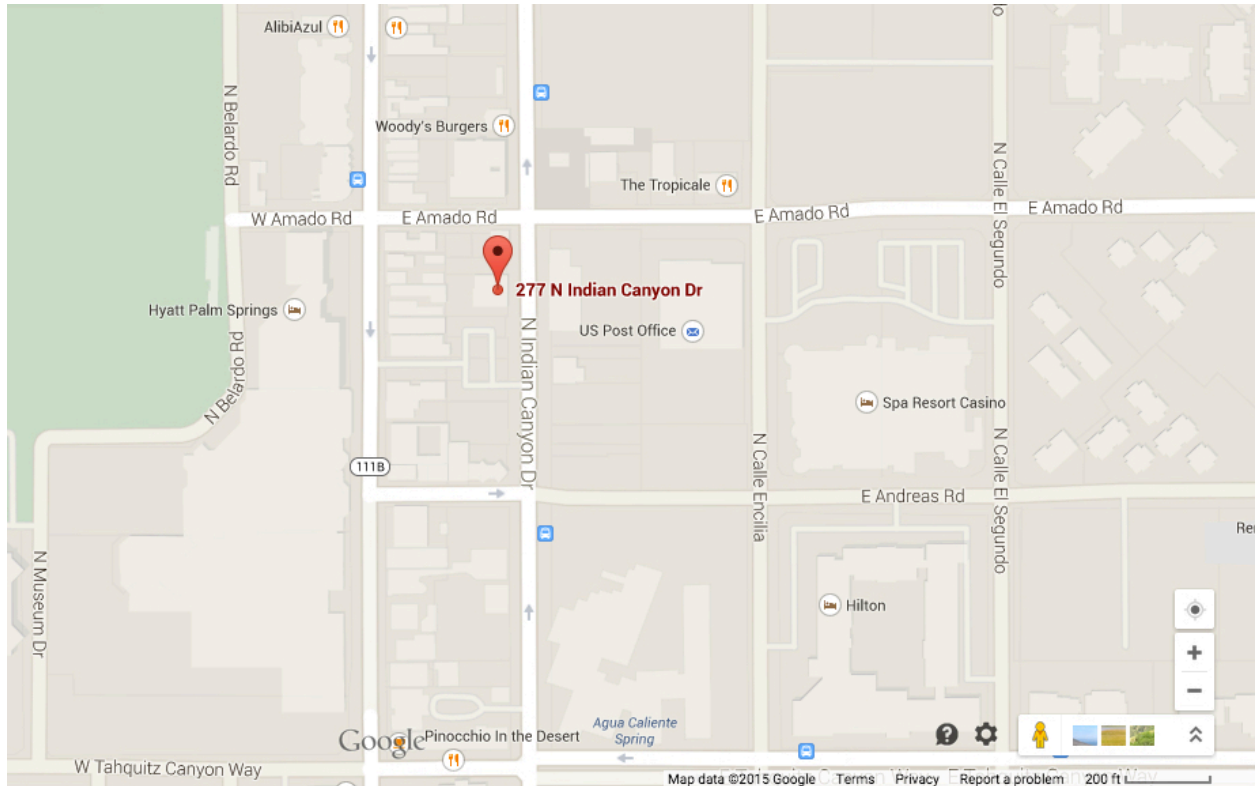 AlibiAzul
lo
N Belardo Rd
Woody's Burgers
The Tropicale
N Calle El Segundo
W Amado Rd
E Amado Rd
E Amado Rd
E Amado Rd
277 N Indian Canyon Dr
Hyatt Palm Springs
US Post Office
N Indian Canyon Dr
N Belardo Rd
Spa Resort Casino
111B
N Calle Encilia
N Calle El Segundo
E Andreas Rd
Rer
N Museum Dr
Hilton
Agua Caliente
Spring
Google
Pinocchio In the Desert
W Tahquitz Canyon Way
Map data ©2015 Google
Terms
Privacy
Report a problem
200 ft